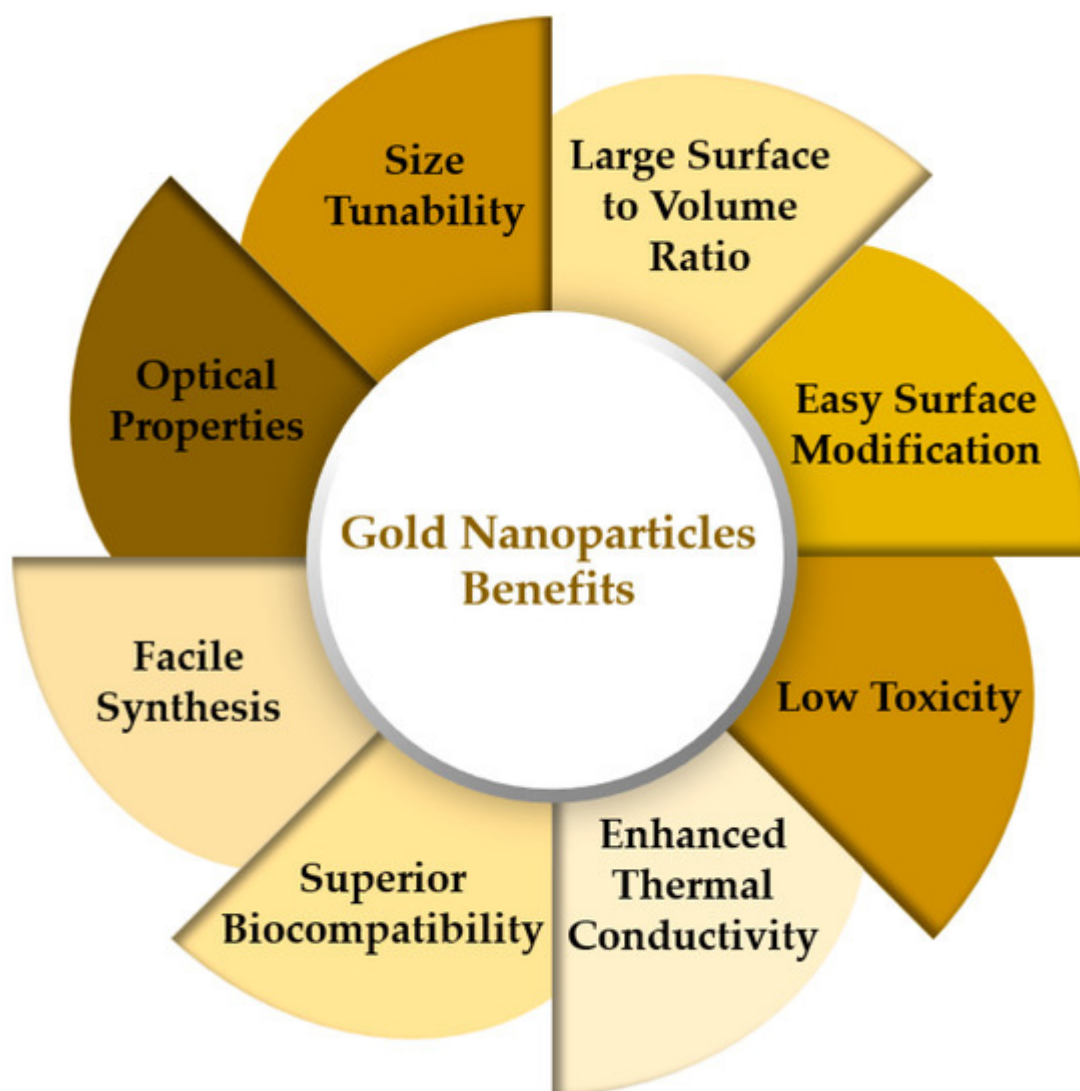 Size
Tunability
Large Surface
to Volume
Ratio
Easy Surface
Modification
Low Toxicity
Enhanced
Thermal
Conductivity
Superior
Biocompatibility
Facile
Synthesis
Optical
Properties
Gold Nanoparticles
Benefits